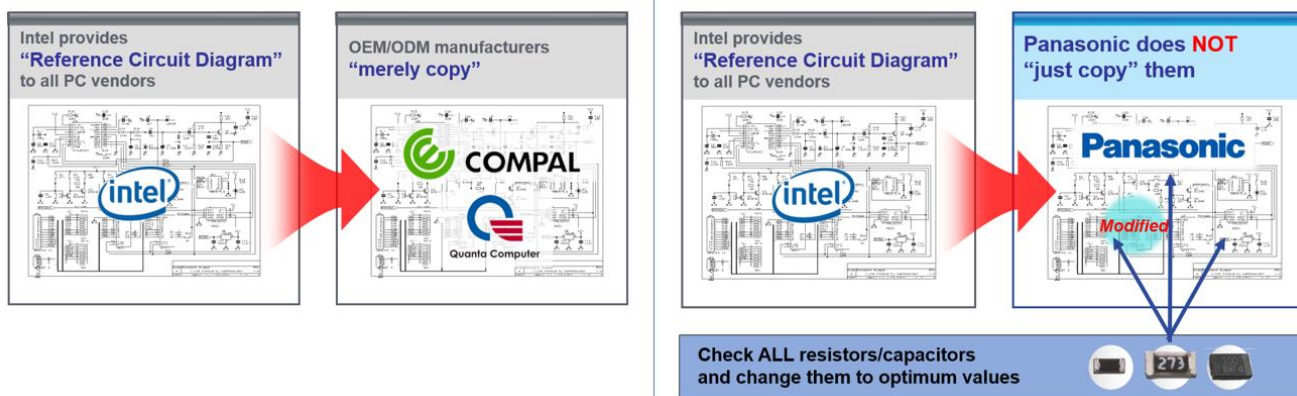 Intel provides
“Reference Circuit Diagram”
to all PC vendors
intel
OEM/ODM manufacturers
“merely copy”
COMPAL
Quanta Computer
Intel provides
“Reference Circuit Diagram”
to all PC vendors
intel
Panasonic does NOT
“just copy” them
Panasonic
Modified
Check ALL resistors/capacitors
and change them to optimum values
273